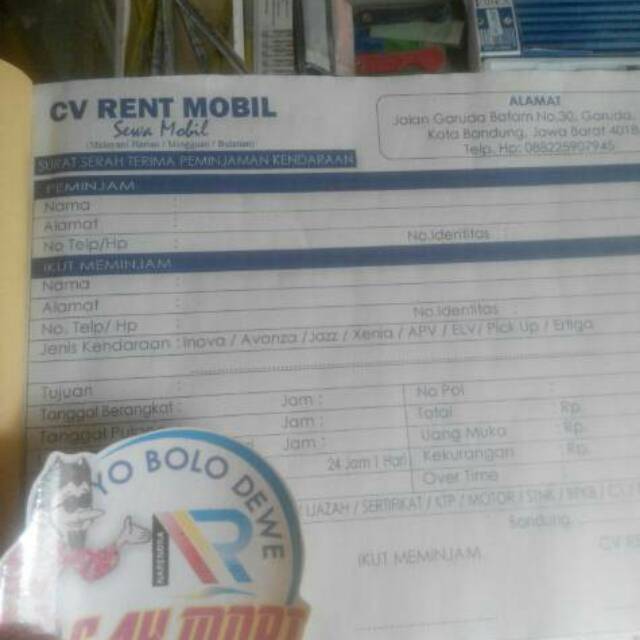 CV RENT MOBIL
Sewa Mobil
ALAMAT
Jalan Garuda Batam No.30, Garuda,
Kota Bandung, Jawa Barat 4018
Telp. Hp: 088225907945
SURAT SERAH TERIMA PEMINJAMAN KENDARAAN
PEMINJAM
Nama :
Alamat :
No Telp/Hp : No.Identitas :
IKUT MEMINJAM
Nama :
Alamat :
No. Telp/ Hp : No.Identitas :
Jenis Kendaraan : Inova / Avanza / Jazz / Xenia / APV / ELV/ Pick Up / Ertiga
Tujuan : No Pol :
Tanggal Berangkat : Jam : Total : Rp.
Tanggal Jam : Uang Muka : Rp.
Jam : Kekurangan : Rp.
24 Jam Hari Over Time :
/ IJAZAH / SERTIFIKAT / KTP / MOTOR / STNK / BPKB /
Bandung,
IKUT MEMINJAM
YO BOLO DEWE